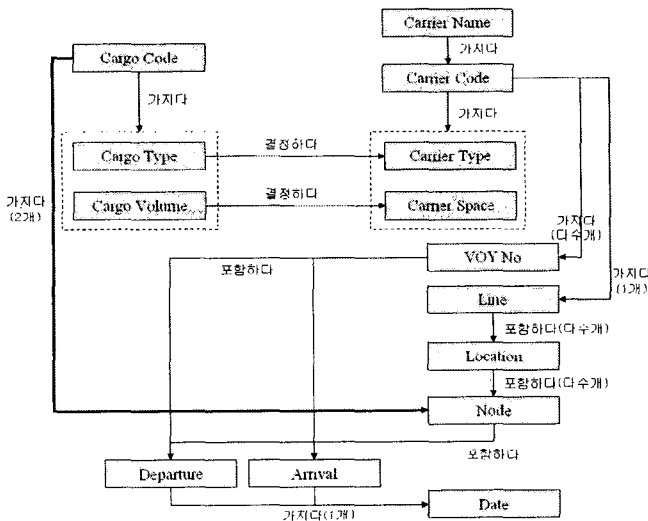 Carrier Name
가지다
Cargo Code
Carrier Code
가지다
가지다
Cargo Type
결정하다
Carrier Type
Cargo Volume
결정하다
Carrier Space
가지다
(2개)
가지다
(다수개)
VOY No
포함하다
가지다
(1개)
Line
포함하다(다수개)
Location
포함하다(다수개)
Node
포함하다
Departure
Arrival
가지다(1개)
Date